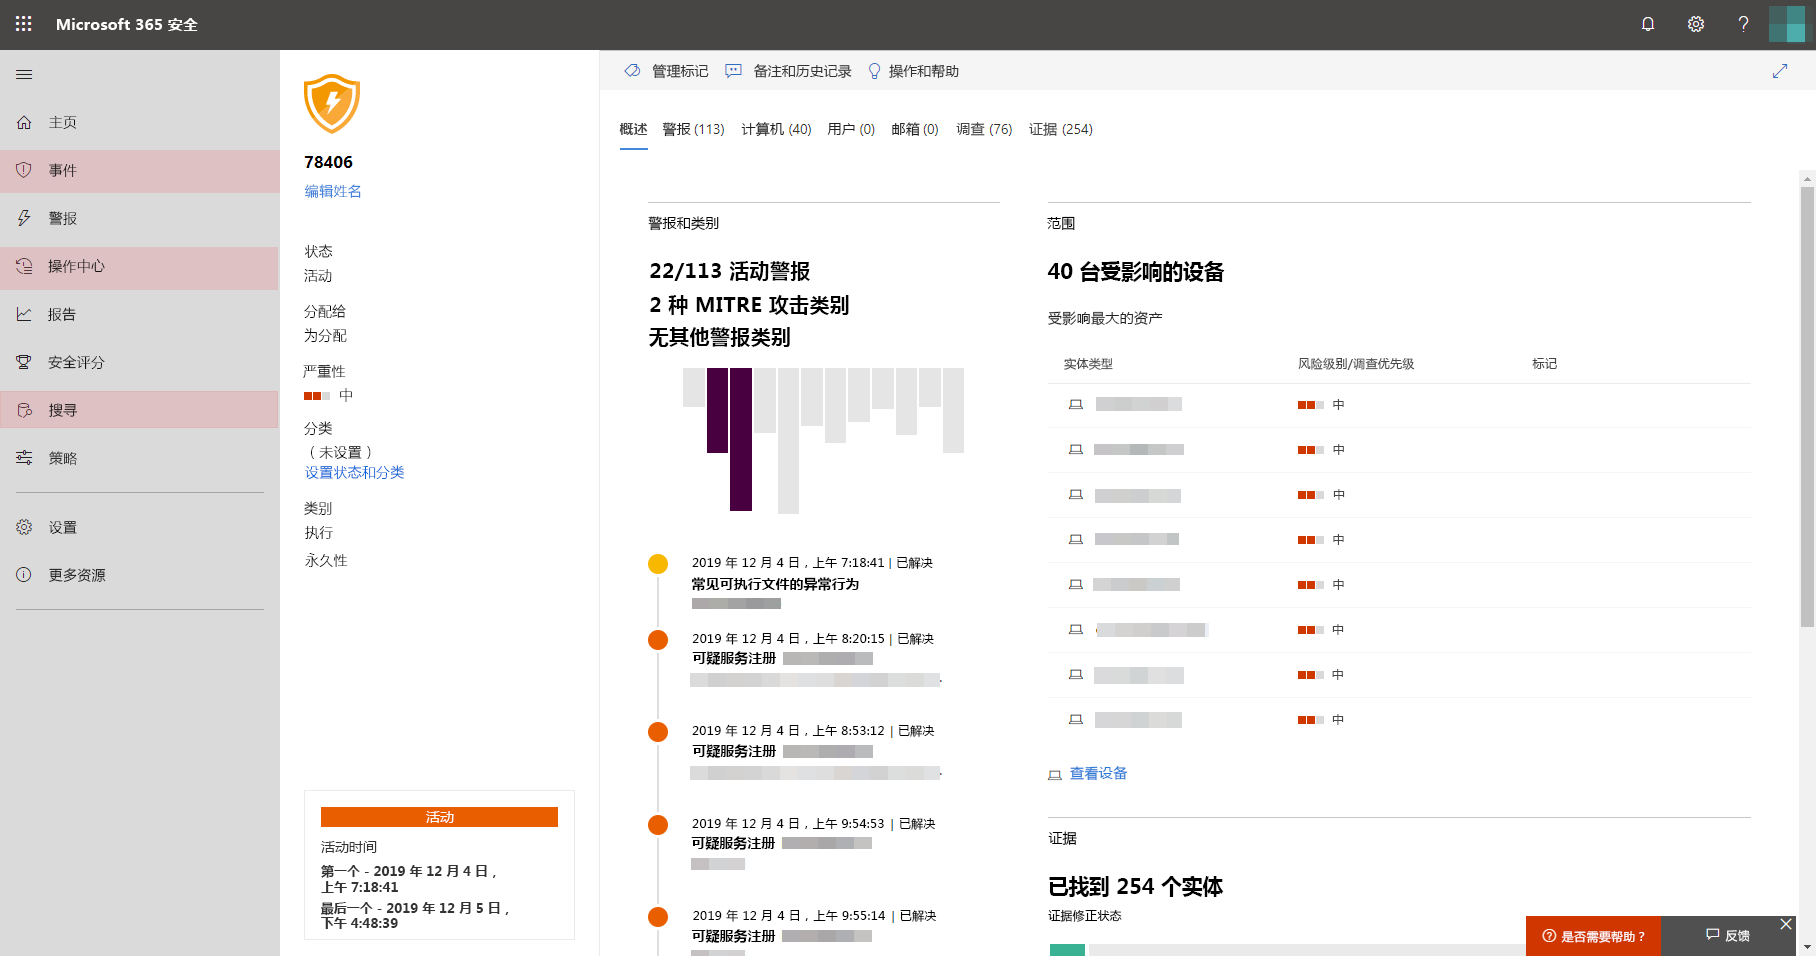 Microsoft 365 安全
主页
事件
警报
操作中心
报告
安全评分
搜寻
策略
设置
更多资源
78406
编辑姓名
状态
活动
分配给
为分配
严重性
中
分类
（未设置）
设置状态和分类
类别
执行
永久性
活动
活动时间
第一个 - 2019 年 12 月 4 日，
上午 7:18:41
最后一个 - 2019 年 12 月 5 日，
下午 4:48:39
管理标记 备注和历史记录 操作和帮助
概述 警报 (113) 计算机 (40) 用户 (0) 邮箱 (0) 调查 (76) 证据 (254)
警报和类别
22/113 活动警报
2 种 MITRE 攻击类别
无其他警报类别
2019 年 12 月 4 日，上午 7:18:41 | 已解决
常见可执行文件的异常行为
2019 年 12 月 4 日，上午 8:20:15 | 已解决
可疑服务注册
2019 年 12 月 4 日，上午 8:53:12 | 已解决
可疑服务注册
2019 年 12 月 4 日，上午 9:54:53 | 已解决
可疑服务注册
2019 年 12 月 4 日，上午 9:55:14 | 已解决
可疑服务注册
范围
40 台受影响的设备
受影响最大的资产
实体类型 风险级别/调查优先级 标记
中
中
中
中
中
中
中
中
查看设备
证据
已找到 254 个实体
证据修正状态
是否需要帮助？ 反馈